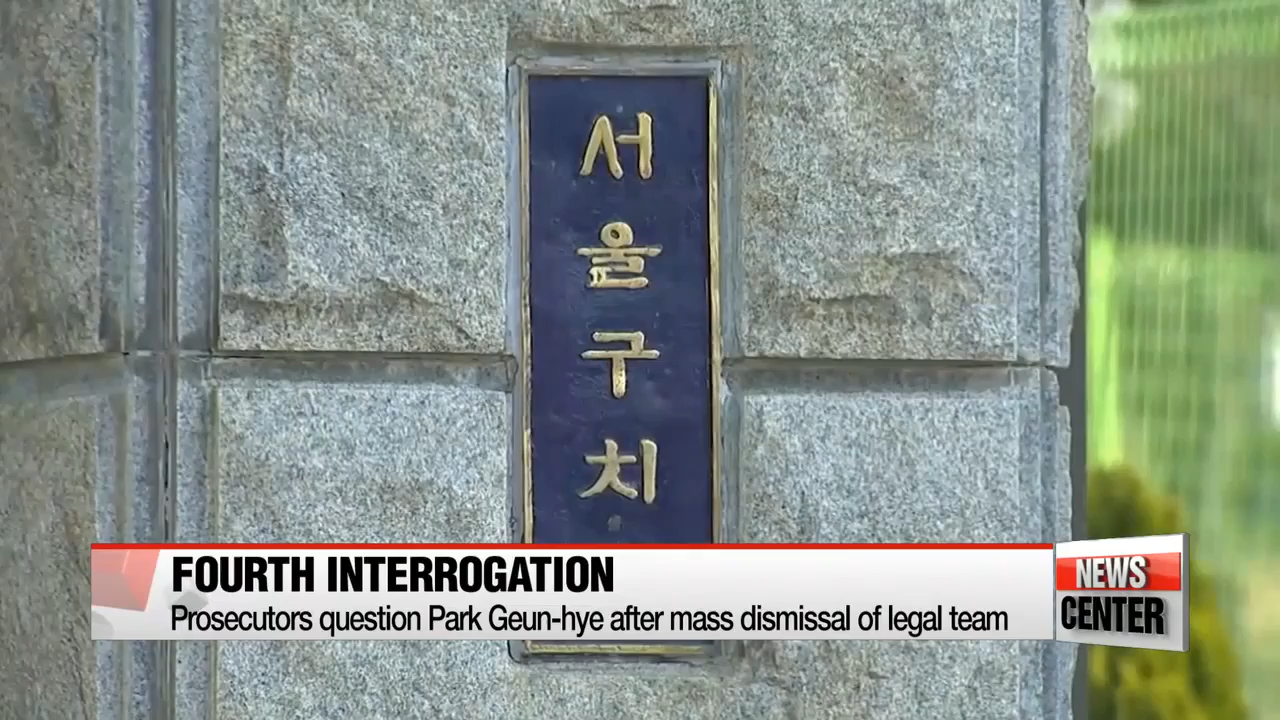 서울구치
FOURTH INTERROGATION
Prosecutors question Park Geun-hye after mass dismissal of legal team
NEWS
CENTER